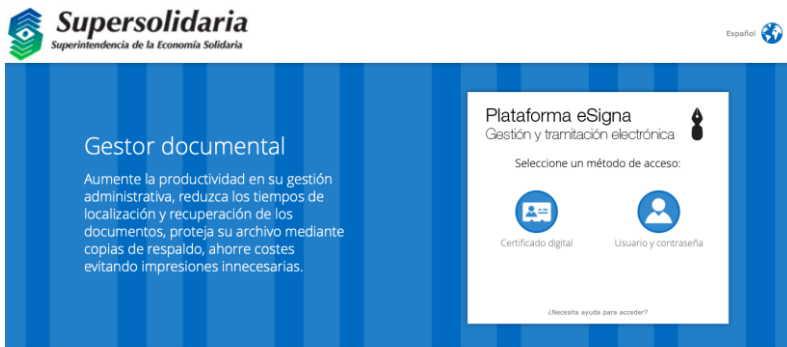 Supersolidaria
Superintendencia de la Economía Solidaria
Español
Gestor documental
Aumente la productividad en su gestión
administrativa, reduzca los tiempos de
localización y recuperación de los
documentos, proteja su archivo mediante
copias de respaldo, ahorre costes
evitando impresiones innecesarias.
Plataforma eSigna
Gestión y tramitación electrónica
Seleccione un método de acceso:
Certificado digital
Usuario y contraseña
¿Necesita ayuda para acceder?